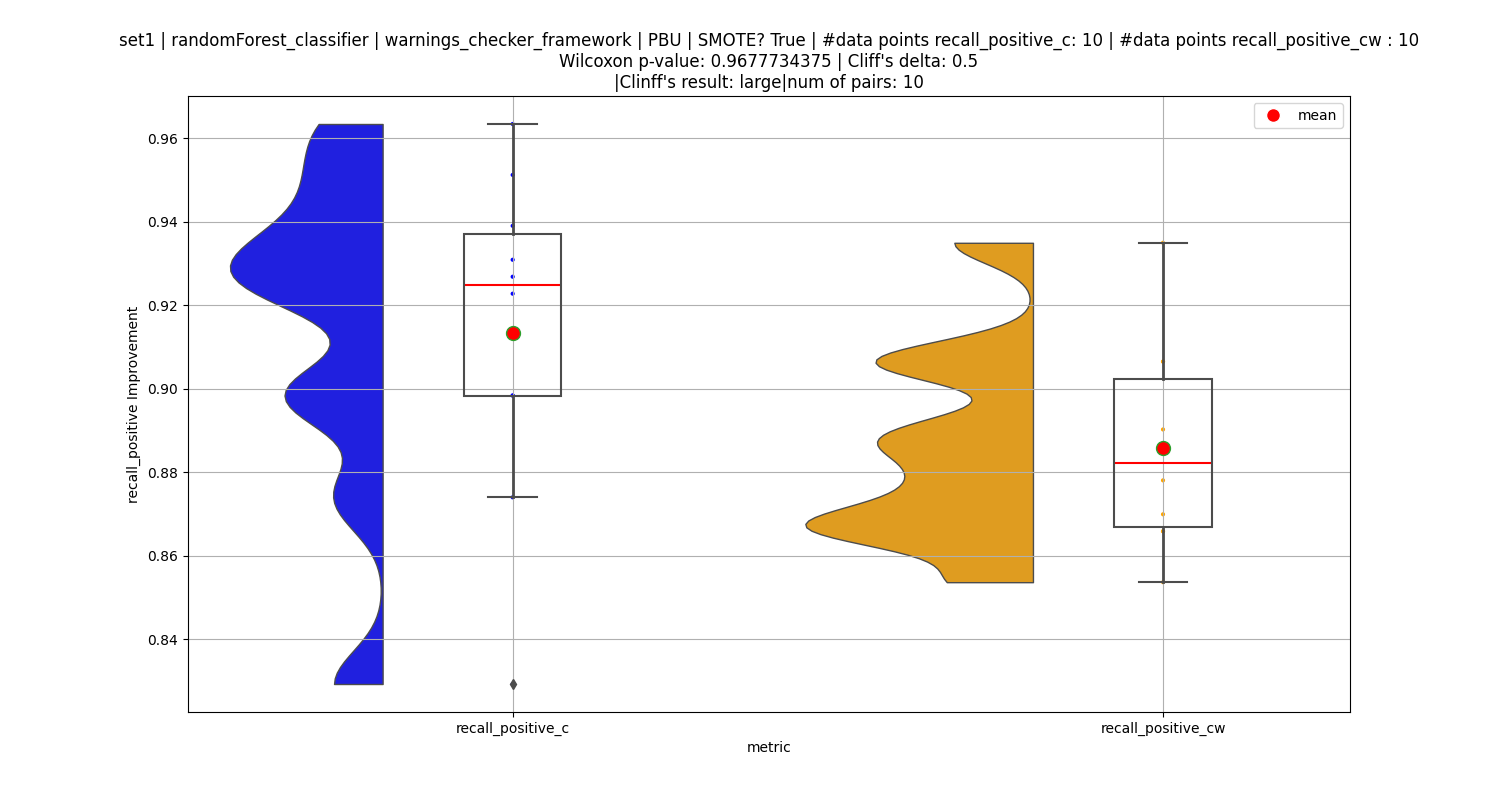 set1 | randomForest_classifier | warnings_checker_framework | PBU | SMOTE? True | #data points recall_positive_c: 10 | #data points recall_positive_cw : 10
Wilcoxon p-value: 0.9677734375 | Cliff's delta: 0.5
|Clinff's result: large|num of pairs: 10
mean
0.96
0.94
0.92
0.90
0.88
0.86
0.84
recall_positive Improvement
recall_positive_c
recall_positive_cw
metric